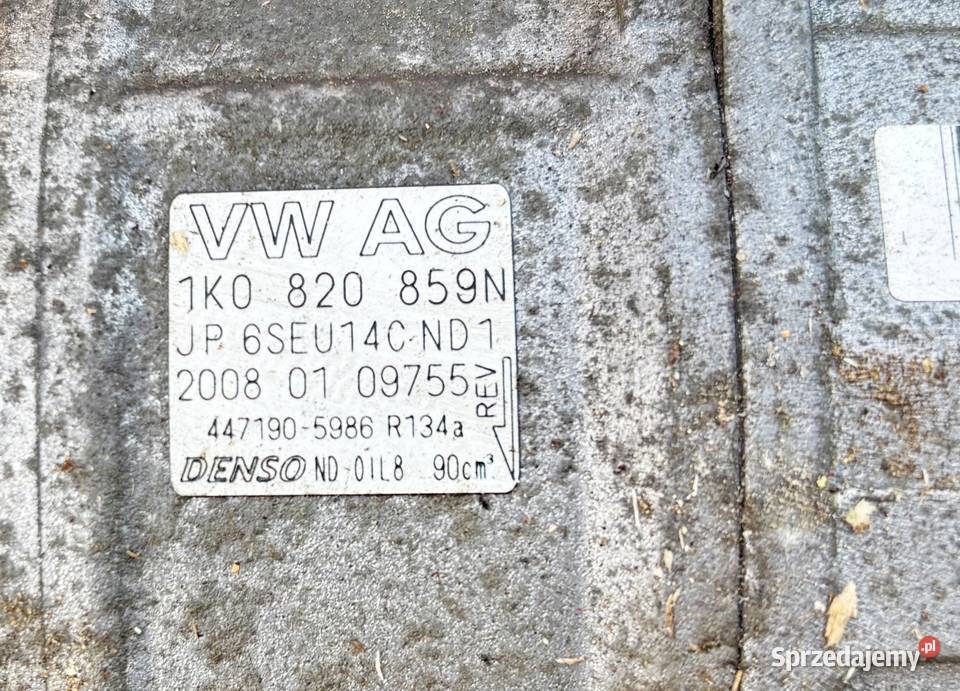 VW AG
1K0 820 859N
JP 6SEU14C ND1
2008 01 09755
REV
447190-5986 R134a
DENSO ND-OIL8 90cm³
Sprzedajemy.pl